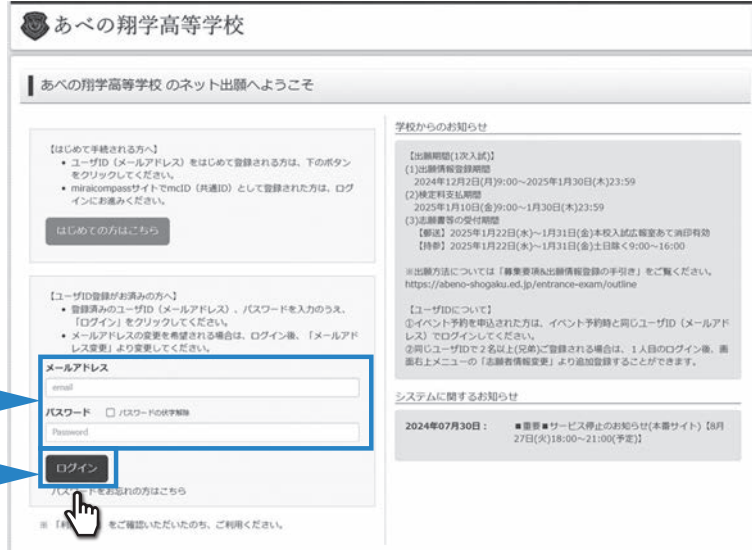 あべの翔学高等学校
あべの翔学高等学校 のネット出願へようこそ
【はじめて手続される方へ】
• ユーザID（メールアドレス）をはじめて登録される方は、下のボタン
をクリックしてください。
• miraicompassサイトでmcID（共通ID）として登録された方は、ログ
インにお進みください。
はじめての方はこちら
【ユーザID登録がお済みの方へ】
• 登録済みのユーザID（メールアドレス）、パスワードを入力のうえ、
「ログイン」をクリックしてください。
• メールアドレスの変更を希望される場合は、ログイン後、「メールアド
レス変更」より変更してください。
メールアドレス
email
パスワード □ パスワードの伏字解除
Password
ログイン
パスワードをお忘れの方はこちら
※「利 をご確認いただいたのち、ご利用ください。
学校からのお知らせ
【出願期間(1次入試)】
(1)出願情報登録期間
2024年12月2日(月)9:00～2025年1月30日(木)23:59
(2)検定料支払期間
2025年1月10日(金)9:00～1月30日(木)23:59
(3)志願書等の受付期間
【郵送】2025年1月22日(水)～1月31日(金)本校入試広報室あて消印有効
【持参】2025年1月22日(水)～1月31日(金)土日除く9:00～16:00
※出願方法については「募集要項&出願情報登録の手引き」をご覧ください。
https://abeno-shogaku.ed.jp/entrance-exam/outline
【ユーザIDについて】
①イベント予約を申込された方は、イベント予約時と同じユーザID（メールアド
レス）でログインしてください。
②同じユーザIDで２名以上(兄弟)ご登録される場合は、１人目のログイン後、画
面右上メニューの「志願者情報変更」より追加登録することができます。
システムに関するお知らせ
2024年07月30日： ■重要■サービス停止のお知らせ(本番サイト)【8月
27日(火)18:00～21:00(予定)】